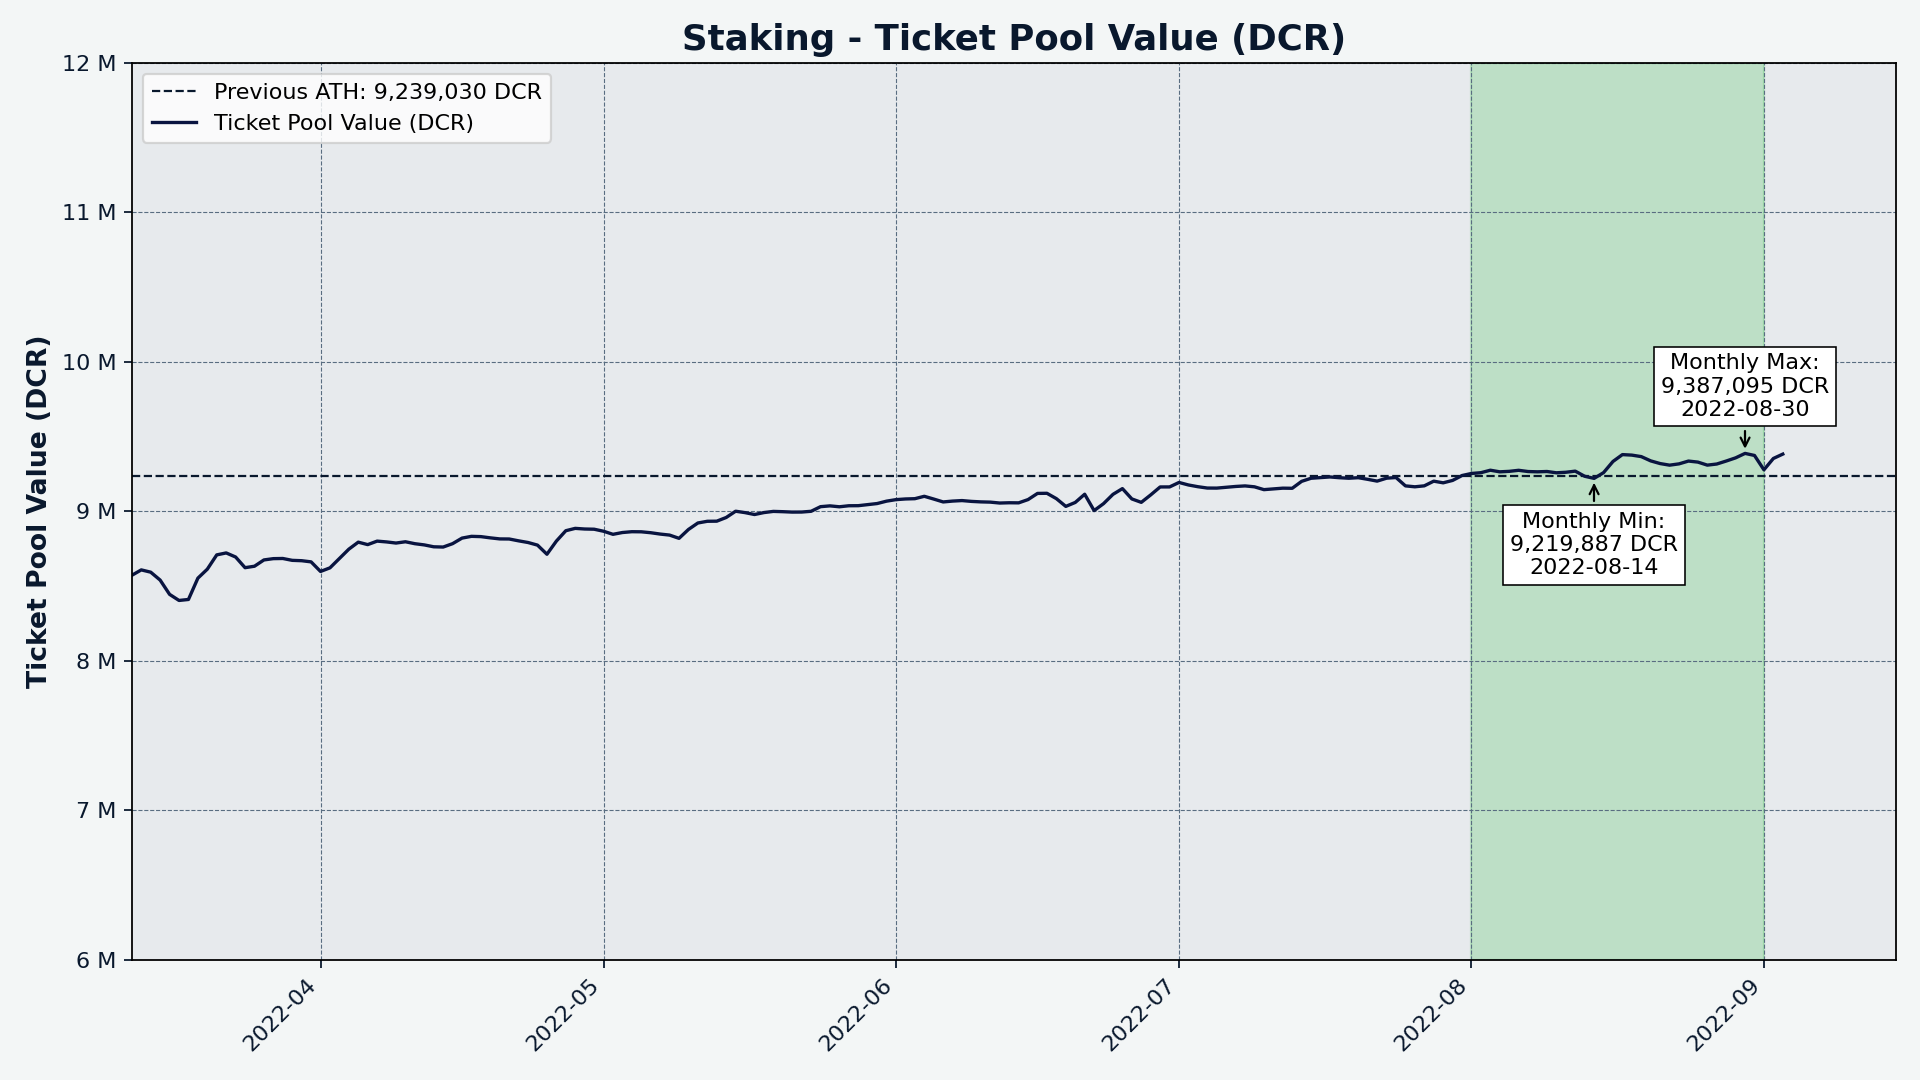 Staking - Ticket Pool Value (DCR)
Previous ATH: 9,239,030 DCR
Ticket Pool Value (DCR)
Ticket Pool Value (DCR)
12 M
11 M
10 M
9 M
8 M
7 M
6 M
Monthly Max:
9,387,095 DCR
2022-08-30
Monthly Min:
9,219,887 DCR
2022-08-14
2022-04
2022-05
2022-06
2022-07
2022-08
2022-09